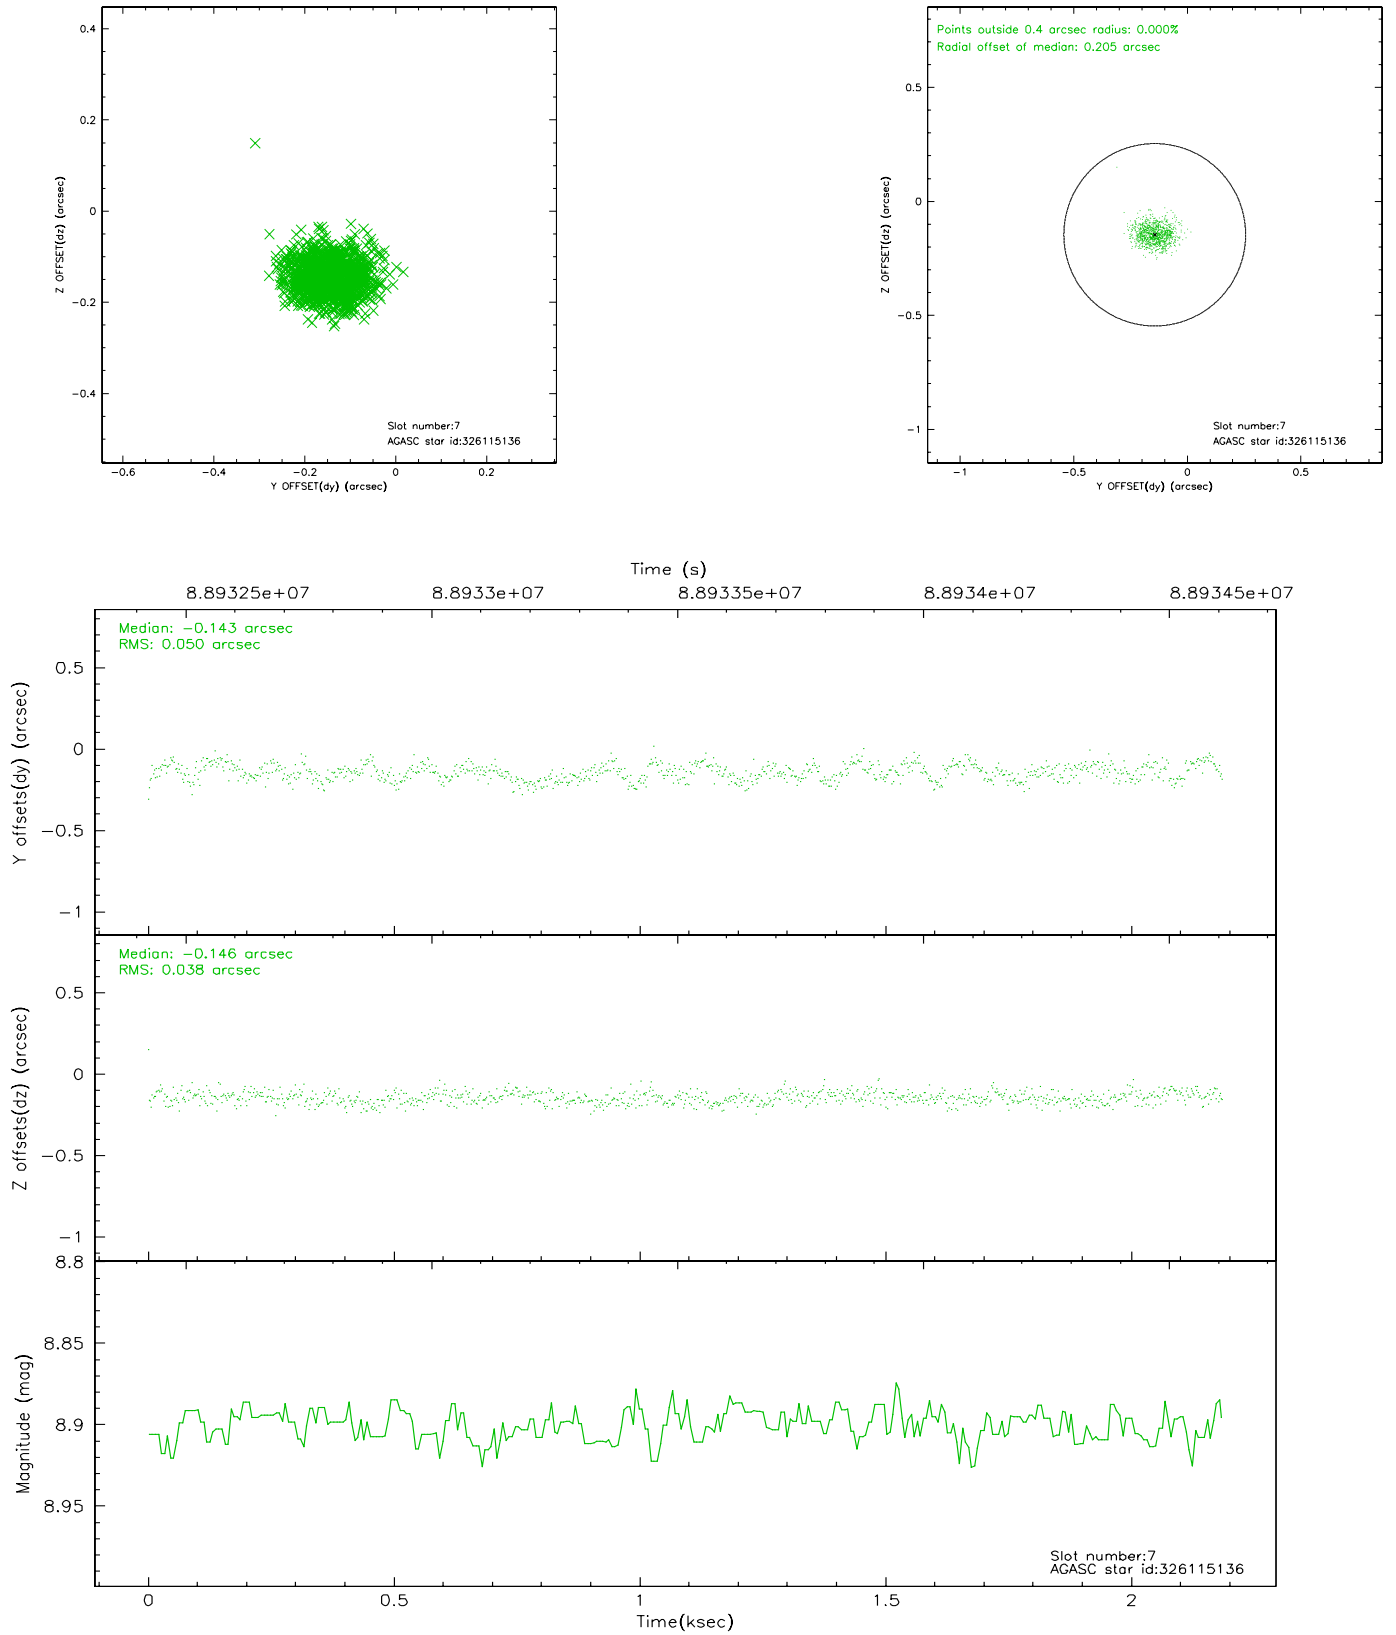 0.4
0.2
0
-0.2
-0.4
Z OFFSET(dz) (arcsec)
Slot number:7
AGASC star id:326115136
-0.6 -0.4 -0.2 0 0.2
Y OFFSET(dy) (arcsec)
Points outside 0.4 arcsec radius: 0.000%
Radial offset of median: 0.205 arcsec
0.5
0
-0.5
-1
Z OFFSET(dz) (arcsec)
Slot number:7
AGASC star id:326115136
-1 -0.5 0 0.5
Y OFFSET(dy) (arcsec)
Time (s)
8.89325e+07 8.8933e+07 8.89335e+07 8.8934e+07 8.89345e+07
Median: -0.143 arcsec
RMS: 0.050 arcsec
0.5
0
-0.5
-1
Y offsets(dy) (arcsec)
Median: -0.146 arcsec
RMS: 0.038 arcsec
0.5
0
-0.5
-1
Z offsets(dz) (arcsec)
8.8
8.85
8.9
8.95
Magnitude (mag)
Slot number:7
AGASC star id:326115136
0 0.5 1 1.5 2
Time(ksec)